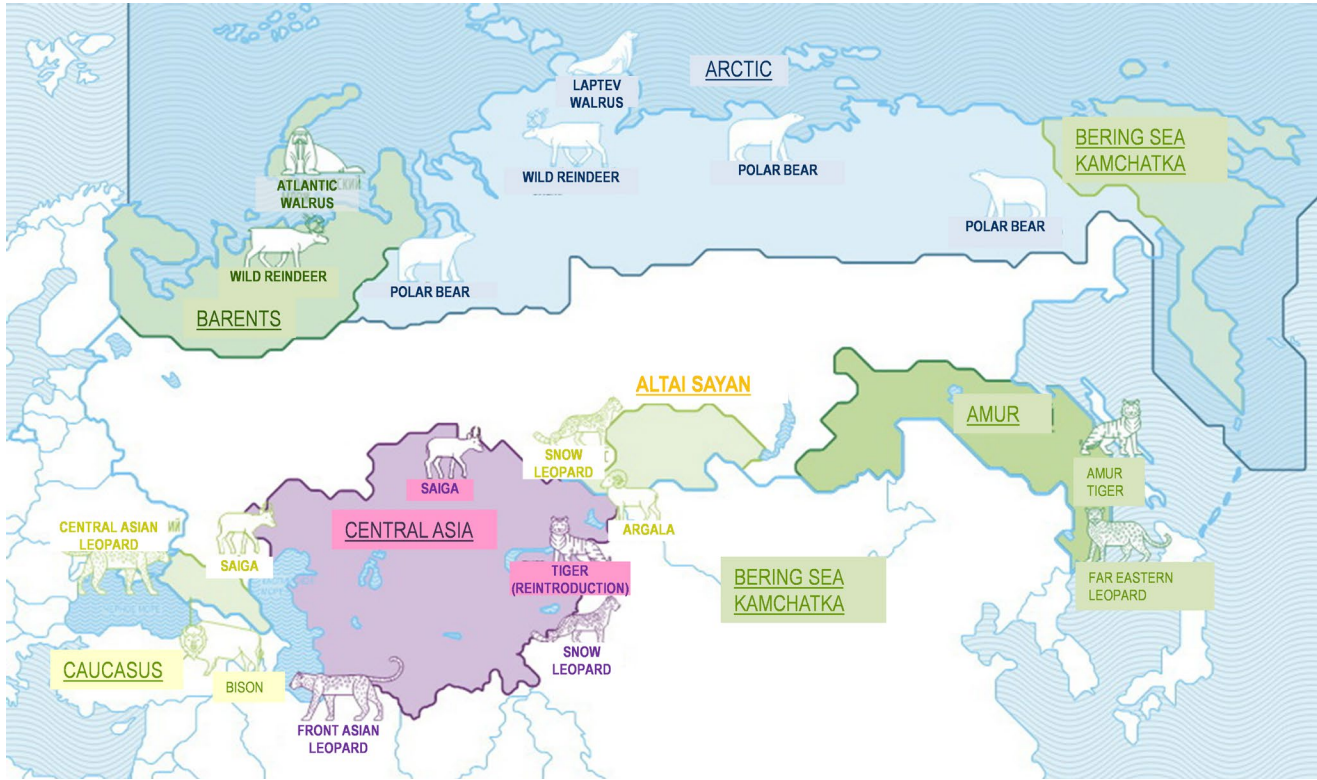 ARCTIC
LAPTEV
WALRUS
BERING SEA
KAMCHATKA
WILD REINDEER
POLAR BEAR
ATLANTIC
WALRUS
POLAR BEAR
WILD REINDEER
POLAR BEAR
BARENTS
ALTAI SAYAN
AMUR
SNOW
LEOPARD
SAIGA
AMUR
TIGER
CENTRAL ASIAN
LEOPARD
CENTRAL ASIA
ARGALA
SAIGA
TIGER
(REINTRODUCTION)
BERING SEA
KAMCHATKA
FAR EASTERN
LEOPARD
SNOW
LEOPARD
CAUCASUS
BISON
FRONT ASIAN
LEOPARD